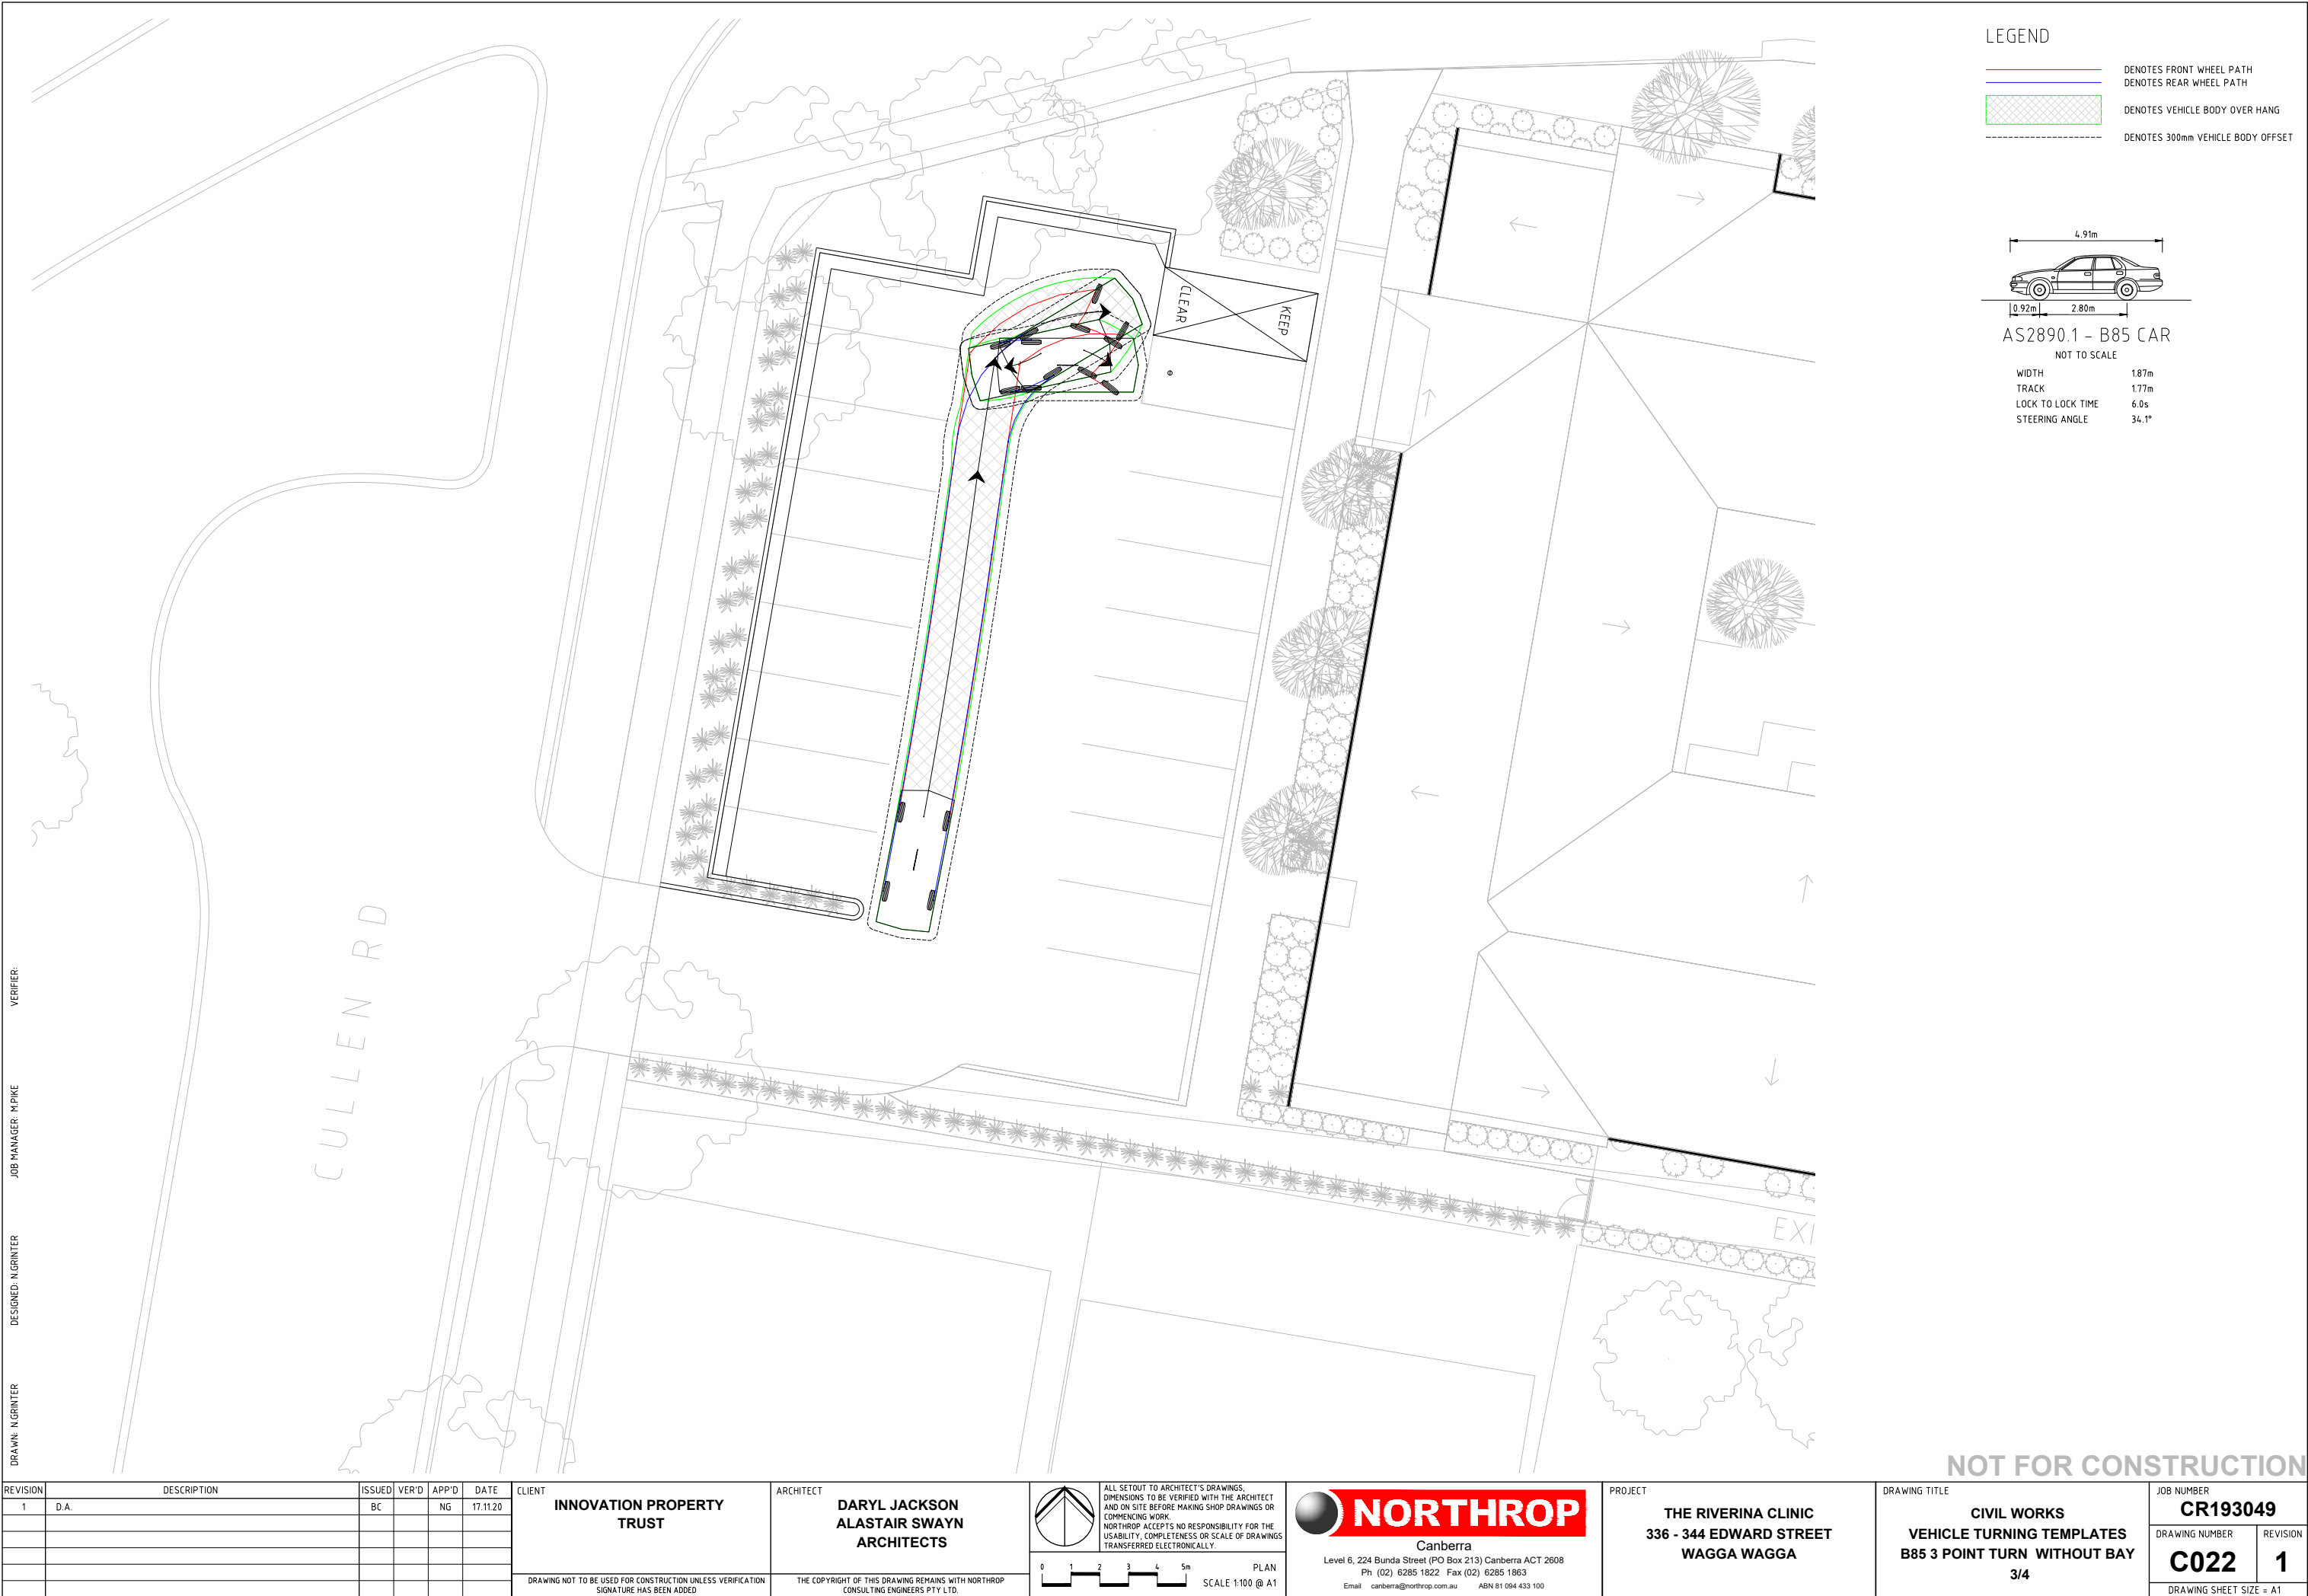 LEGEND
DENOTES FRONT WHEEL PATH
DENOTES REAR WHEEL PATH
DENOTES VEHICLE BODY OVER HANG
DENOTES 300mm VEHICLE BODY OFFSET
4.91m
0.92m
2.80m
AS2890.1 - B85 CAR
NOT TO SCALE
WIDTH 1.87m
TRACK 1.77m
LOCK TO LOCK TIME 6.0s
STEERING ANGLE 34.1°
CLEAR
KEEP
CULLEN RD
EXI
VERIFIER:
JOB MANAGER: M.PIKE
DESIGNED: N.GRINTER
DRAWN: N.GRINTER
NOT FOR CONSTRUCTION
REVISION DESCRIPTION ISSUED VER'D APP'D DATE
1 D.A. BC NG 17.11.20
CLIENT
INNOVATION PROPERTY
TRUST
DRAWING NOT TO BE USED FOR CONSTRUCTION UNLESS VERIFICATION
SIGNATURE HAS BEEN ADDED
ARCHITECT
DARYL JACKSON
ALASTAIR SWAYN
ARCHITECTS
THE COPYRIGHT OF THIS DRAWING REMAINS WITH NORTHROP
CONSULTING ENGINEERS PTY LTD.
ALL SETOUT TO ARCHITECT'S DRAWINGS,
DIMENSIONS TO BE VERIFIED WITH THE ARCHITECT
AND ON SITE BEFORE MAKING SHOP DRAWINGS OR
COMMENCING WORK.
NORTHROP ACCEPTS NO RESPONSIBILITY FOR THE
USABILITY, COMPLETENESS OR SCALE OF DRAWINGS
TRANSFERRED ELECTRONICALLY.
0 1 2 3 4 5m
PLAN
SCALE 1:100 @ A1
NORTHROP
Canberra
Level 6, 224 Bunda Street (PO Box 213) Canberra ACT 2608
Ph (02) 6285 1822 Fax (02) 6285 1863
Email canberra@northrop.com.au ABN 81 094 433 100
PROJECT
THE RIVERINA CLINIC
336 - 344 EDWARD STREET
WAGGA WAGGA
DRAWING TITLE
CIVIL WORKS
VEHICLE TURNING TEMPLATES
B85 3 POINT TURN WITHOUT BAY
3/4
JOB NUMBER
CR193049
DRAWING NUMBER REVISION
C022 1
DRAWING SHEET SIZE = A1